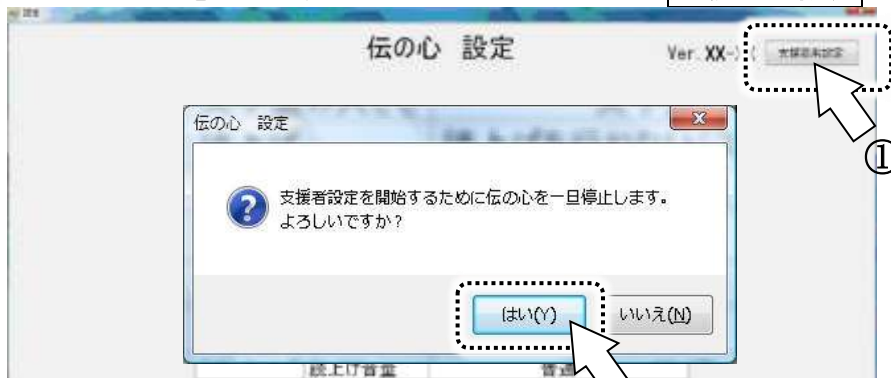 伝の心 設定
Ver.XX-
支援者設定
①
伝の心 設定
支援者設定を開始するために伝の心を一旦停止します。
よろしいですか？
はい(Y)
いいえ(N)
読上げ音量
普通